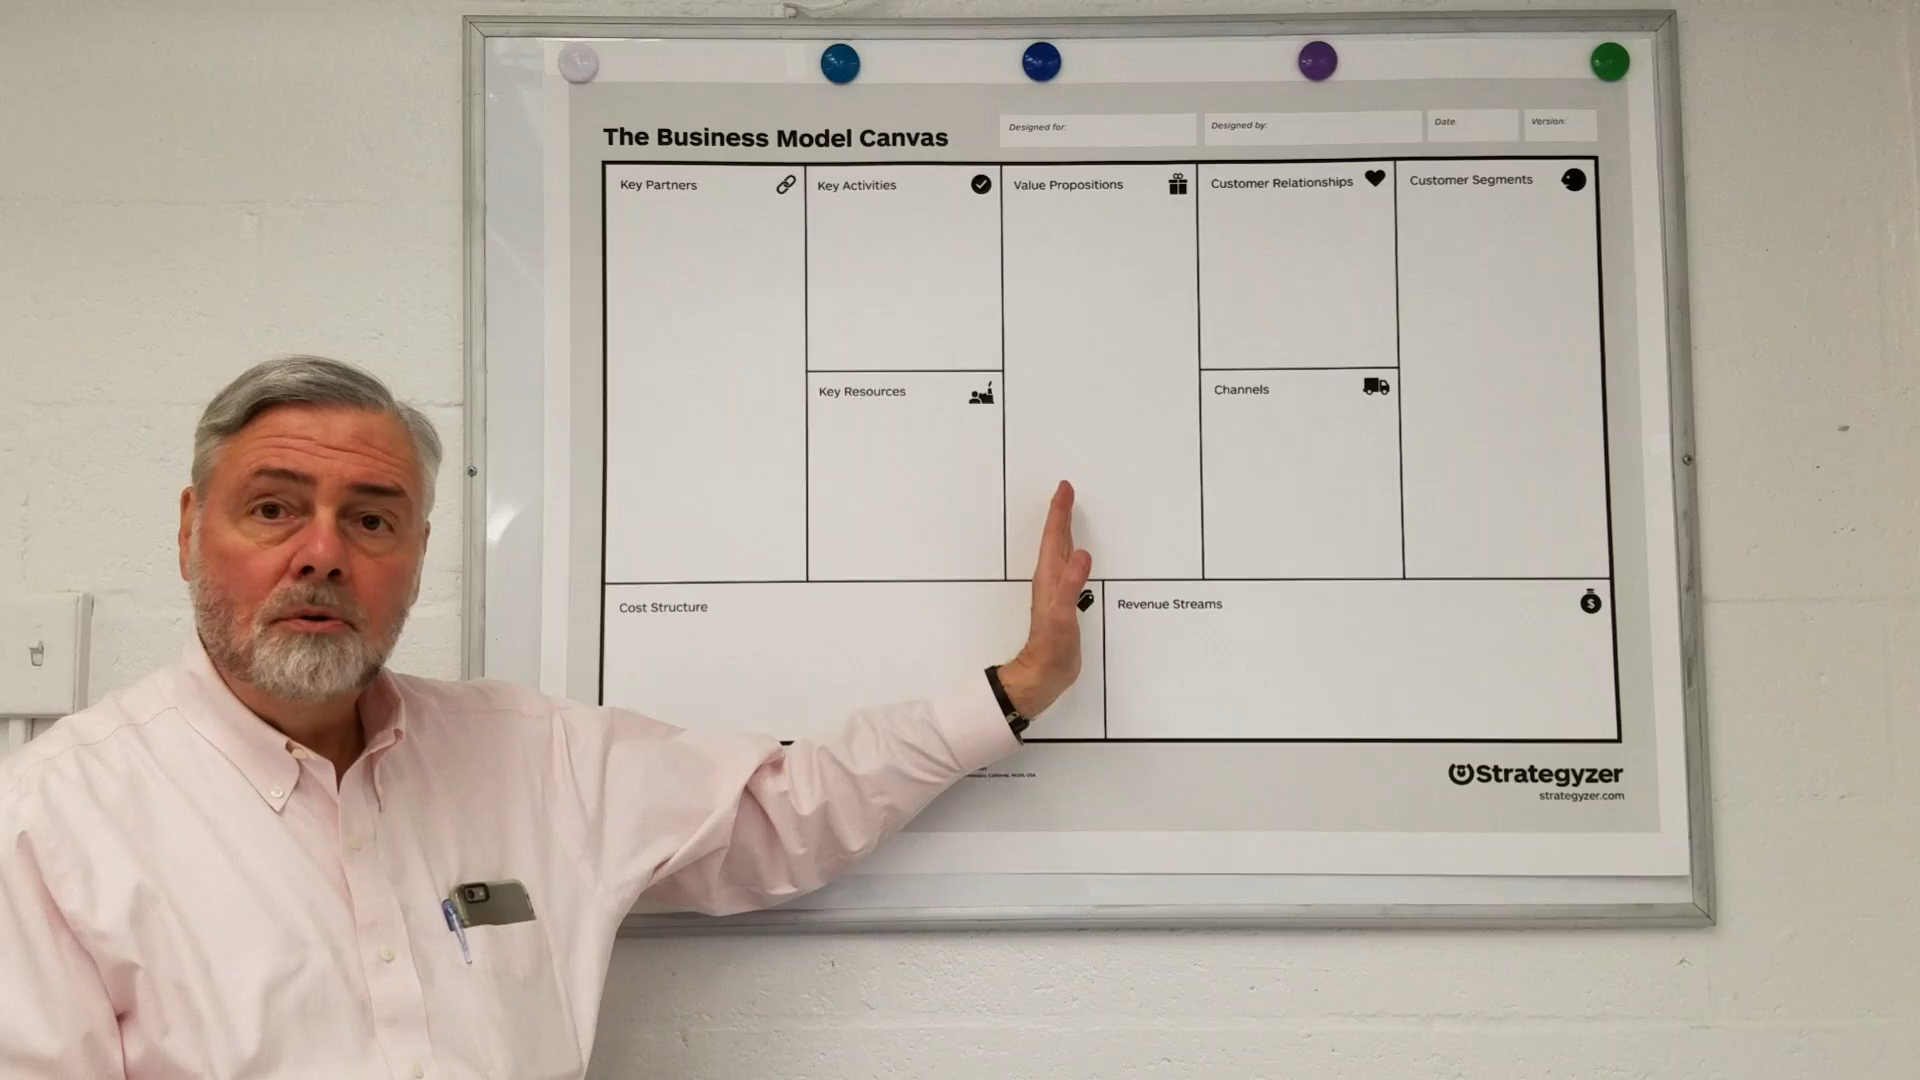 The Business Model Canvas
Designed for:
Designed by:
Date:
Version:
Key Partners
Key Activities
Value Propositions
Customer Relationships
Customer Segments
Key Resources
Channels
Cost Structure
Revenue Streams
$
Strategyzer
strategyzer.com